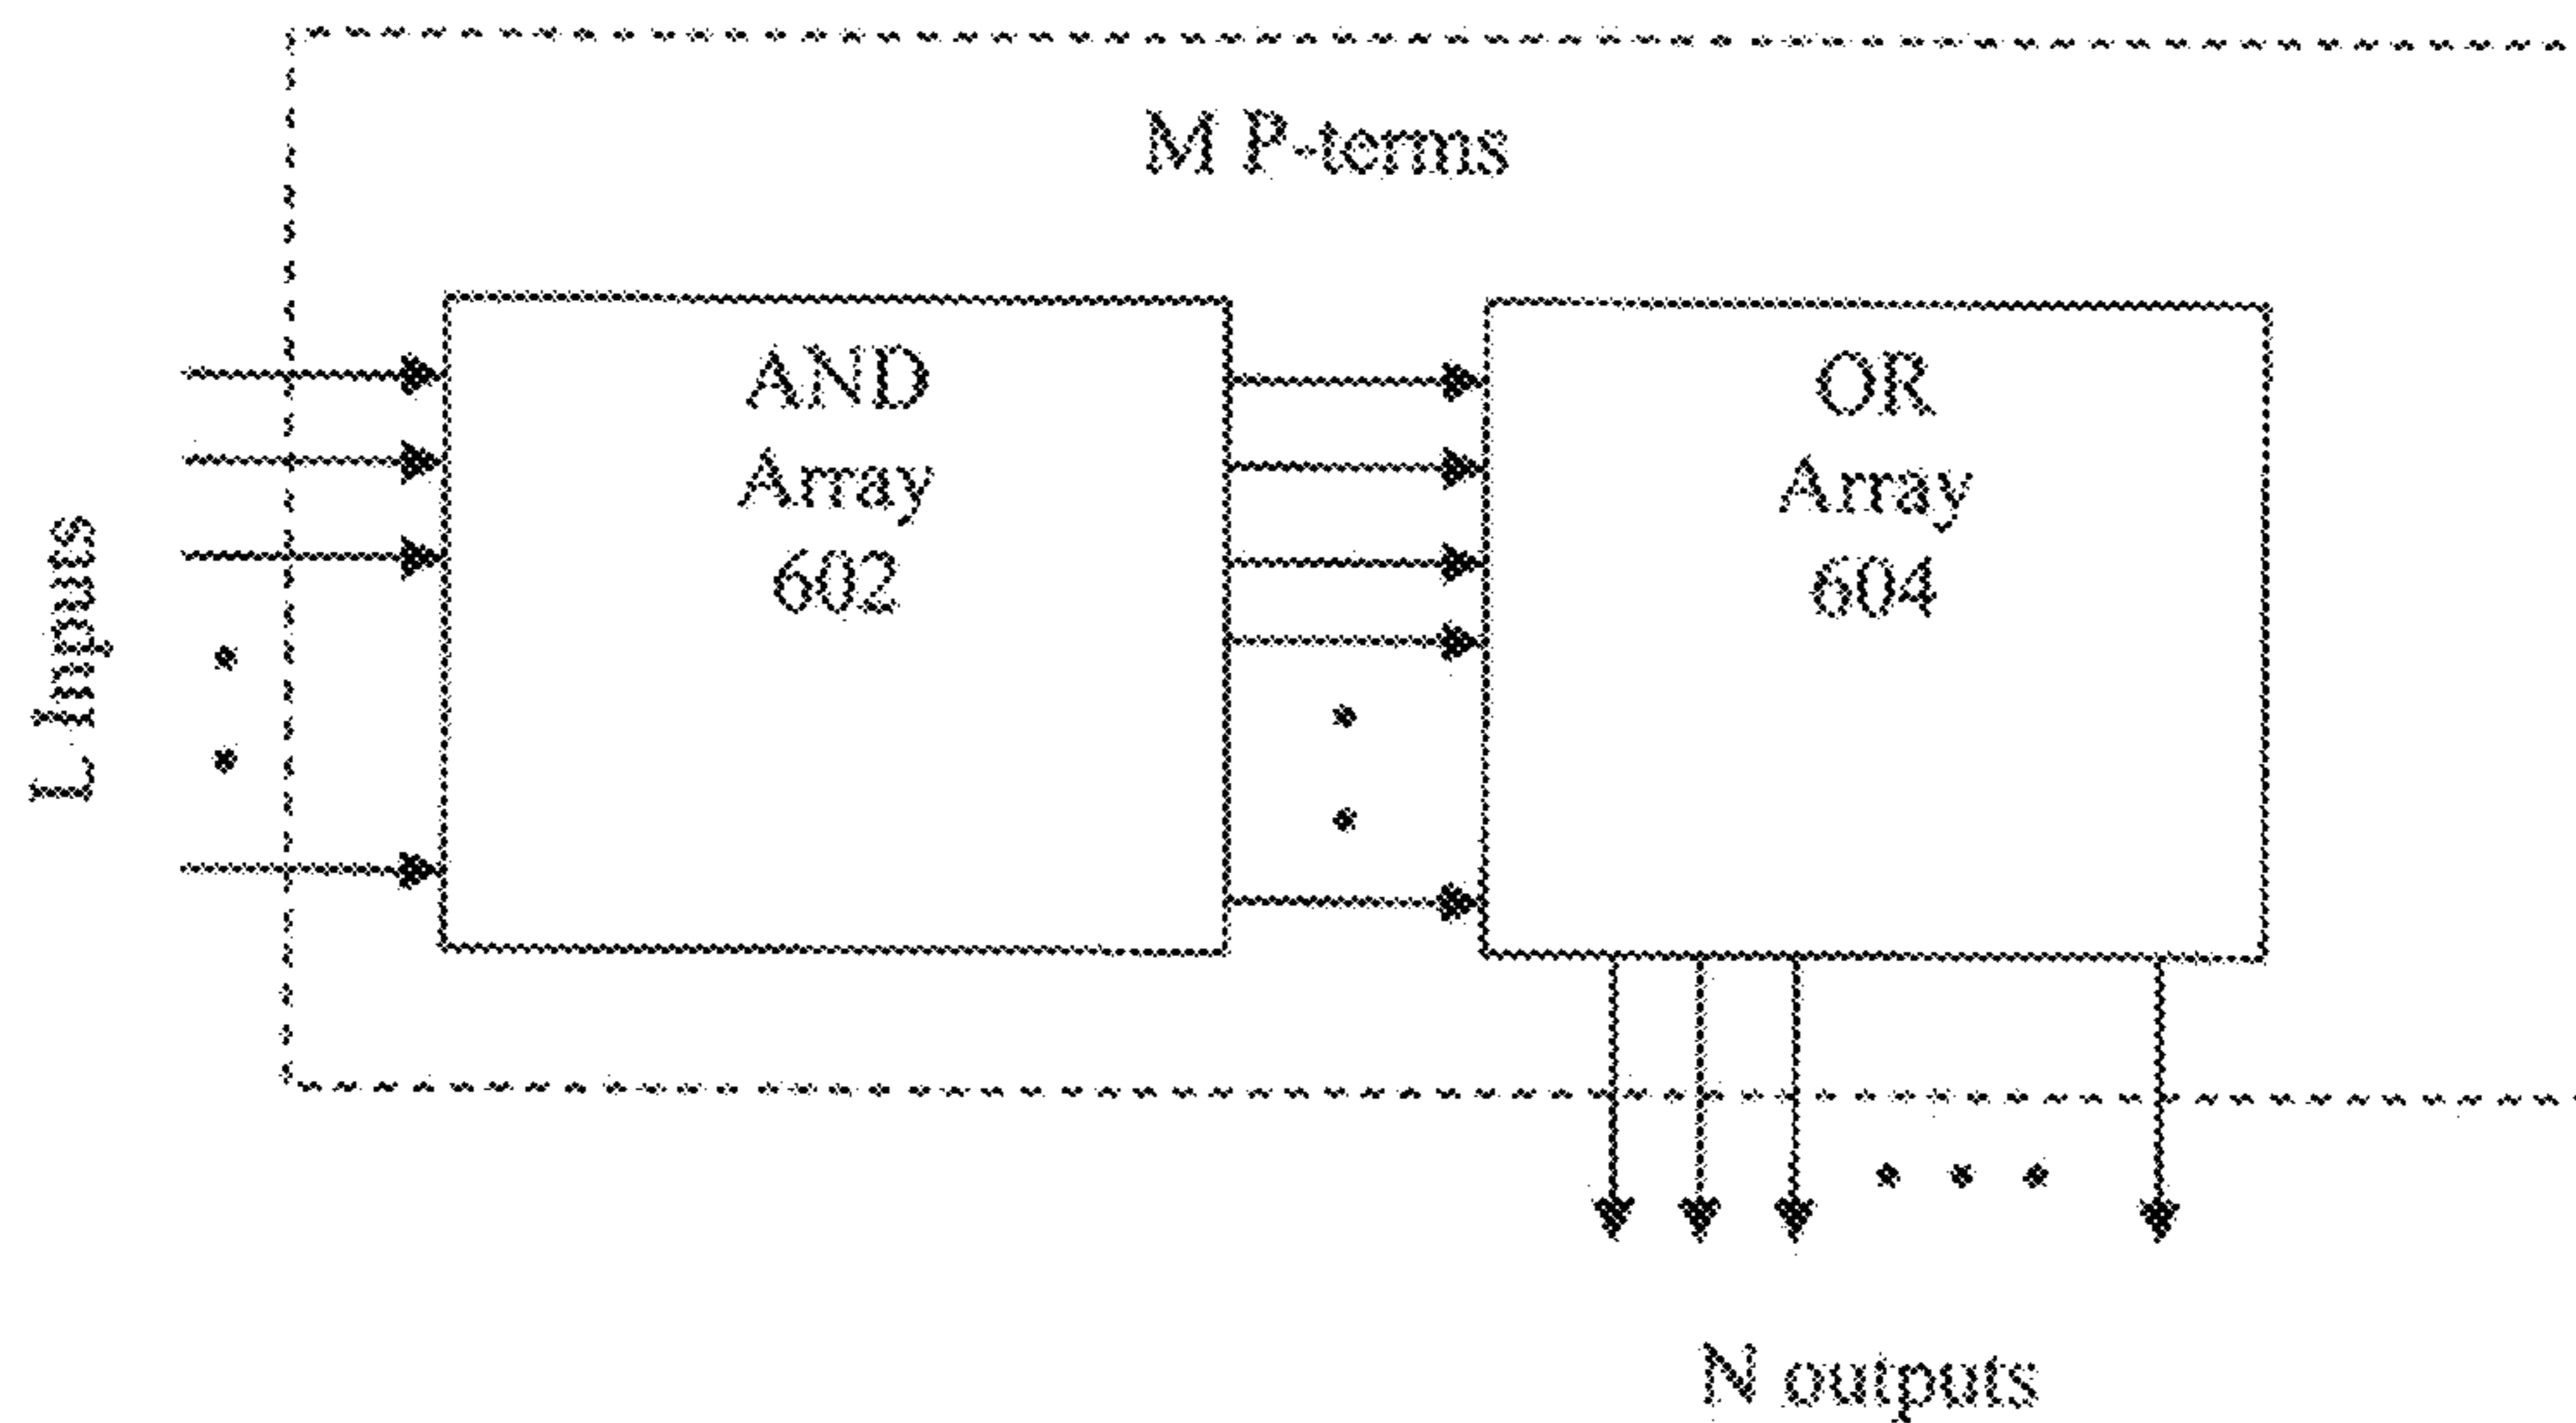 M P-terms
L Inputs
AND
Array
602
OR
Array
604
N outputs